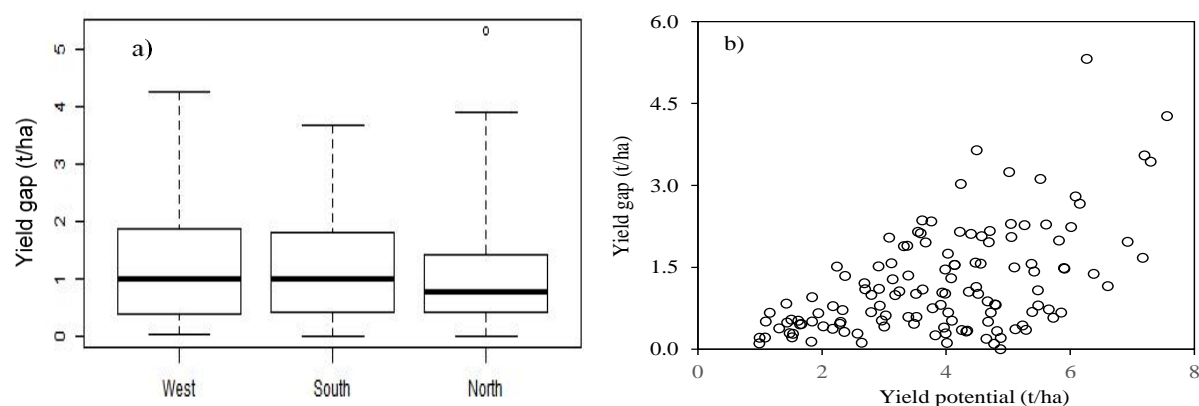 a)
Yield gap (t/ha)
5
4
3
2
1
0
West South North
b)
Yield gap (t/ha)
6.0
4.5
3.0
1.5
0.0
0 2 4 6 8
Yield potential (t/ha)